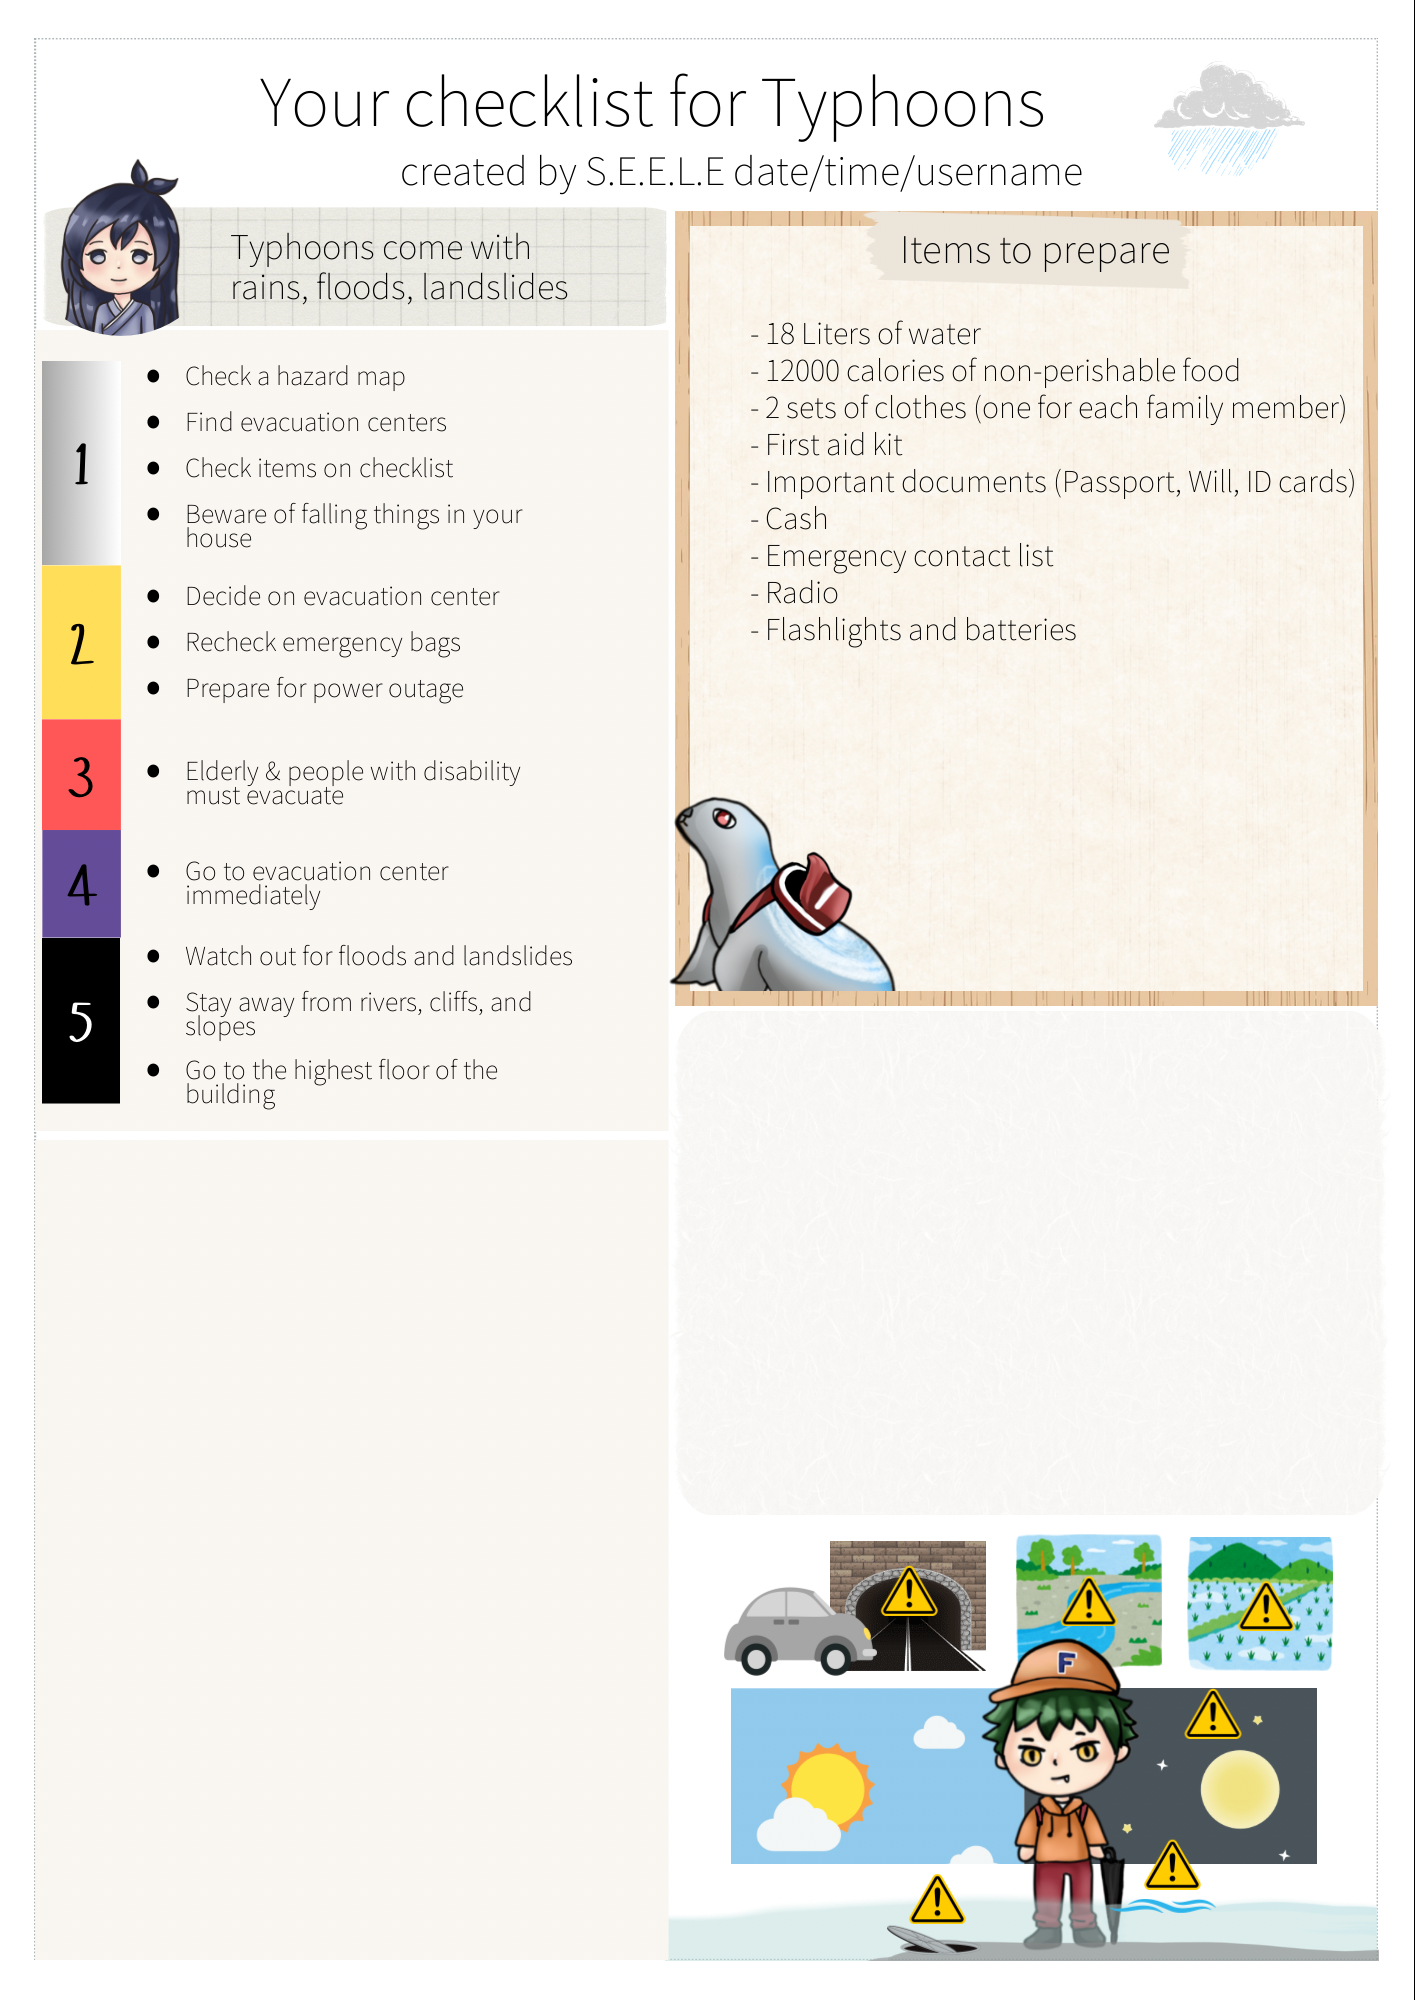 Your checklist for Typhoons
created by S.E.E.L.E date/time/username
Typhoons come with
rains, floods, landslides
1
● Check a hazard map
● Find evacuation centers
● Check items on checklist
● Beware of falling things in your
house
2
● Decide on evacuation center
● Recheck emergency bags
● Prepare for power outage
3
● Elderly & people with disability
must evacuate
4
● Go to evacuation center
immediately
5
● Watch out for floods and landslides
● Stay away from rivers, cliffs, and
slopes
● Go to the highest floor of the
building
Items to prepare
- 18 Liters of water
- 12000 calories of non-perishable food
- 2 sets of clothes (one for each family member)
- First aid kit
- Important documents (Passport, Will, ID cards)
- Cash
- Emergency contact list
- Radio
- Flashlights and batteries
F